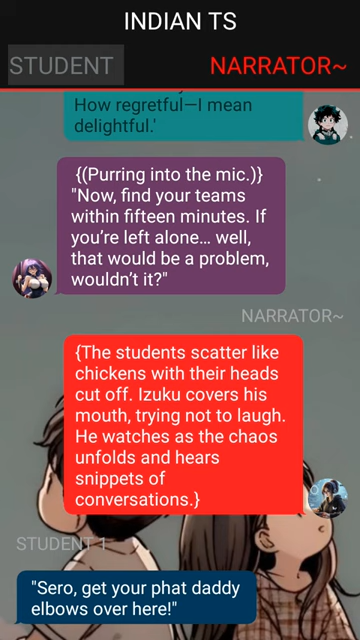 INDIAN TS
STUDENT
NARRATOR~
How regretful—I mean
delightful.'
{(Purring into the mic.)}
"Now, find your teams
within fifteen minutes. If
you're left alone... well,
that would be a problem,
wouldn't it?"
NARRATOR~
{The students scatter like
chickens with their heads
cut off. Izuku covers his
mouth, trying not to laugh.
He watches as the chaos
unfolds and hears
snippets of
conversations.}
STUDENT 1
"Sero, get your phat daddy
elbows over here!"